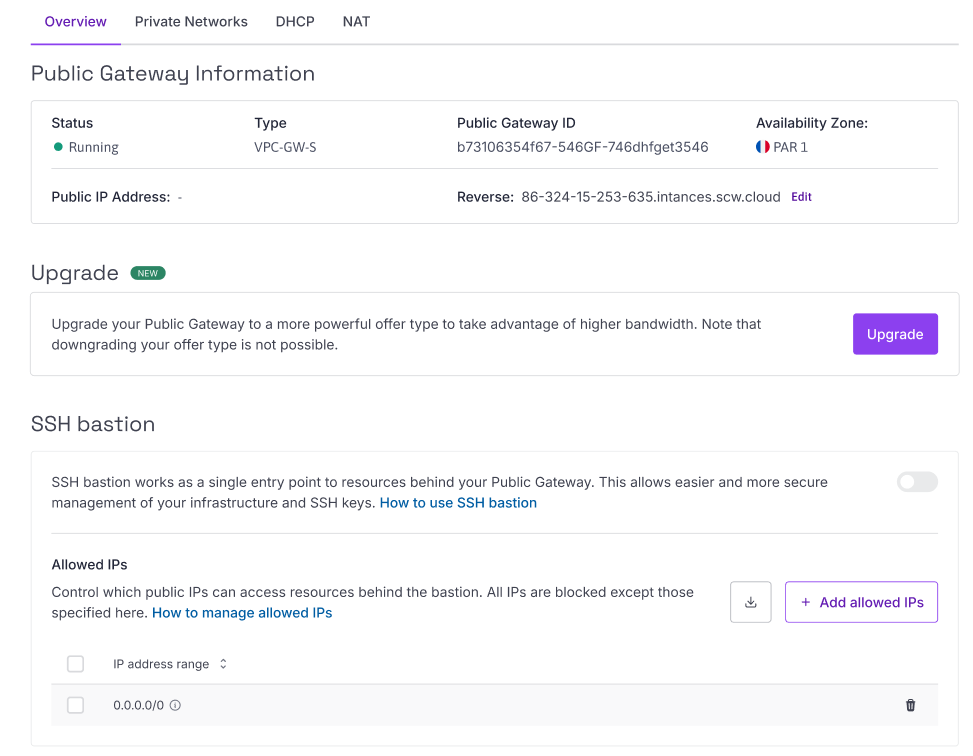 Overview Private Networks DHCP NAT
Public Gateway Information
Status Type Public Gateway ID Availability Zone:
Running VPC-GW-S b73106354f67-546GF-746dhfget3546 PAR 1
Public IP Address: - Reverse: 86-324-15-253-635.intances.scw.cloud Edit
Upgrade NEW
Upgrade your Public Gateway to a more powerful offer type to take advantage of higher bandwidth. Note that
downgrading your offer type is not possible.
Upgrade
SSH bastion
SSH bastion works as a single entry point to resources behind your Public Gateway. This allows easier and more secure
management of your infrastructure and SSH keys. How to use SSH bastion
Allowed IPs
Control which public IPs can access resources behind the bastion. All IPs are blocked except those
specified here. How to manage allowed IPs
+ Add allowed IPs
IP address range
0.0.0.0/0